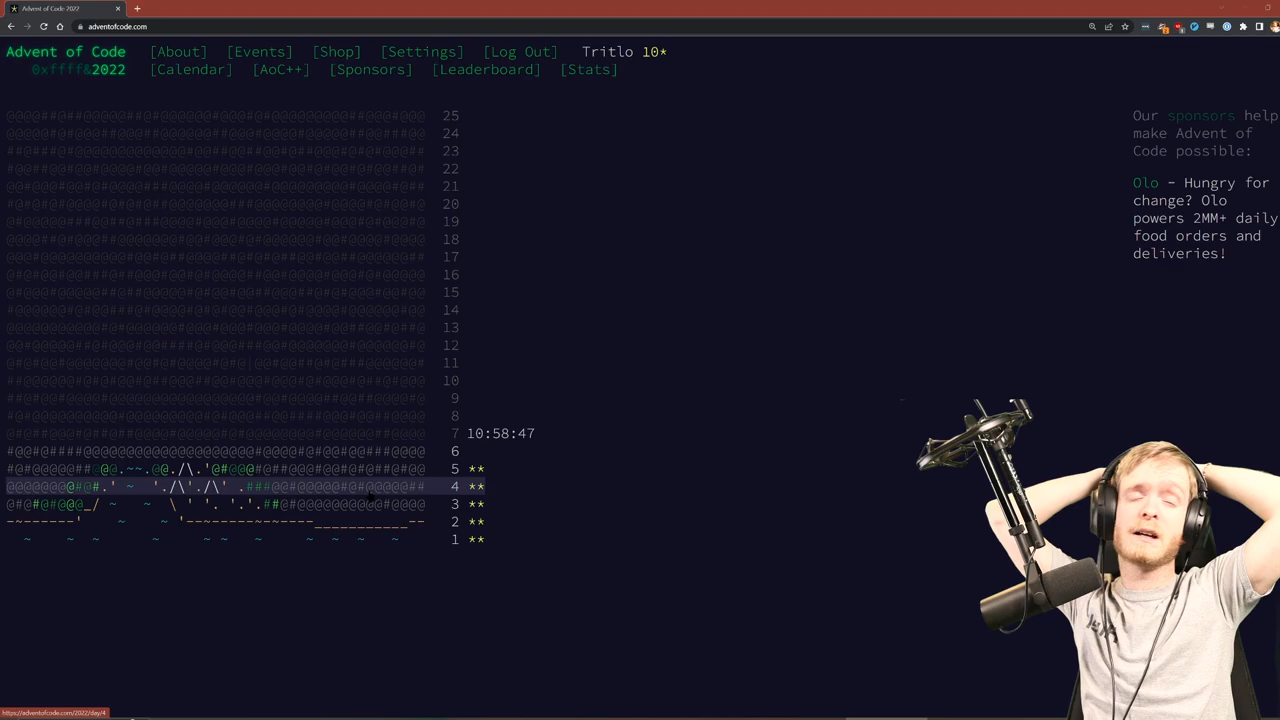 Advent of Code 2022
adventofcode.com
Advent of Code [About] [Events] [Shop] [Settings] [Log Out] Tritlo 10*
0xffff&2022 [Calendar] [AoC++] [Sponsors] [Leaderboard] [Stats]
25
24
23
22
21
20
19
18
17
16
15
14
13
12
11
10
9
8
7 10:58:47
6
5 **
4 **
3 **
2 **
1 **
Our sponsors help
make Advent of
Code possible:
Olo - Hungry for
change? Olo
powers 2MM+ daily
food orders and
deliveries!
https://adventofcode.com/2022/day/4